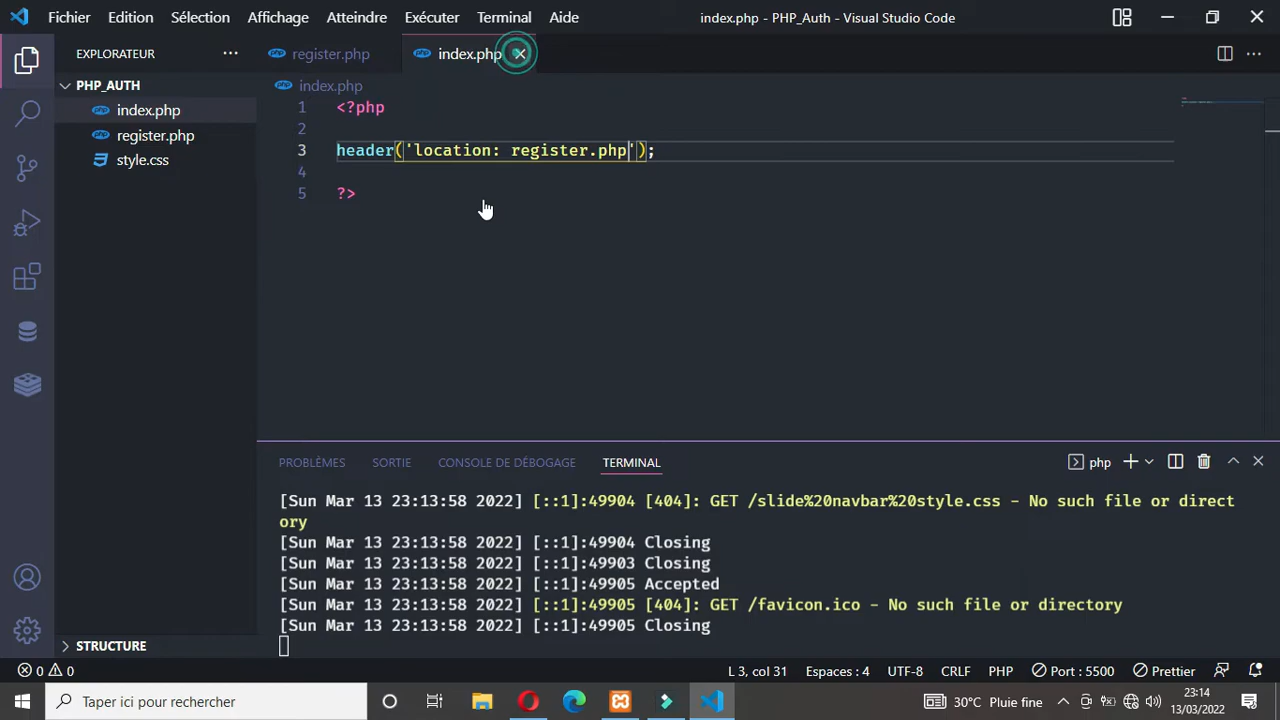 Fichier Edition Sélection Affichage Atteindre Exécuter Terminal Aide index.php - PHP_Auth - Visual Studio Code
EXPLORATEUR
PHP_AUTH
php index.php
php register.php
style.css
STRUCTURE
php register.php php index.php
php index.php
1 <?php
2
3 header('location: register.php');
4
5 ?>
PROBLÈMES SORTIE CONSOLE DE DÉBOGAGE TERMINAL php
[Sun Mar 13 23:13:58 2022] [::1]:49904 [404]: GET /slide%20navbar%20style.css - No such file or direct
ory
[Sun Mar 13 23:13:58 2022] [::1]:49904 Closing
[Sun Mar 13 23:13:58 2022] [::1]:49903 Closing
[Sun Mar 13 23:13:58 2022] [::1]:49905 Accepted
[Sun Mar 13 23:13:58 2022] [::1]:49905 [404]: GET /favicon.ico - No such file or directory
[Sun Mar 13 23:13:58 2022] [::1]:49905 Closing
0 0 L 3, col 31 Espaces : 4 UTF-8 CRLF PHP Port : 5500 Prettier
Taper ici pour rechercher 30°C Pluie fine 23:14
13/03/2022